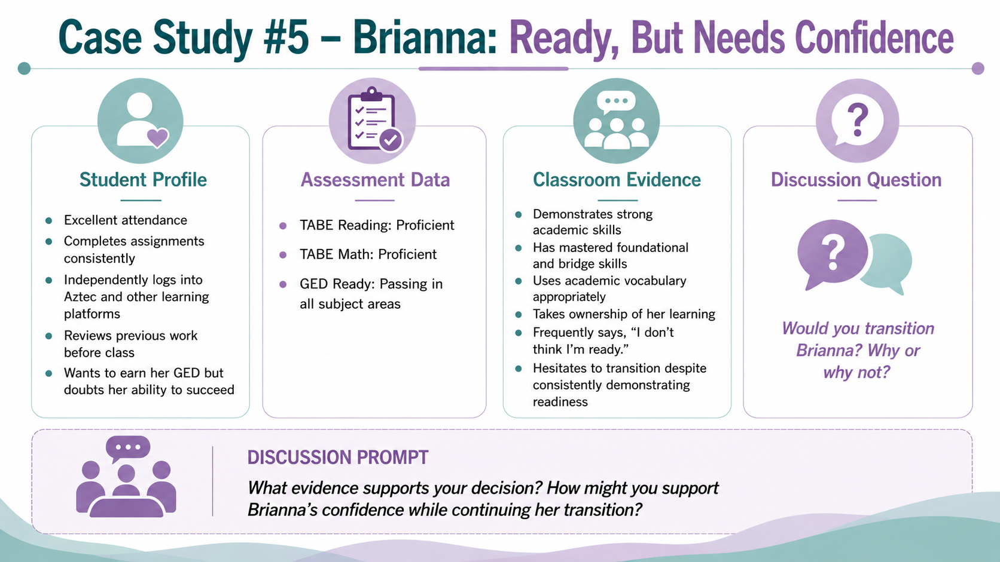 Case Study #5 – Brianna: Ready, But Needs Confidence
Student Profile
Excellent attendance
Completes assignments
consistently
Independently logs into
Aztec and other learning
platforms
Reviews previous work
before class
Wants to earn her GED but
doubts her ability to succeed
Assessment Data
TABE Reading: Proficient
TABE Math: Proficient
GED Ready: Passing in
all subject areas
Classroom Evidence
Demonstrates strong
academic skills
Has mastered foundational
and bridge skills
Uses academic vocabulary
appropriately
Takes ownership of her learning
Frequently says, “I don’t
think I’m ready.”
Hesitates to transition despite
consistently demonstrating
readiness
?
Discussion Question
?
Would you transition
Brianna? Why or
why not?
DISCUSSION PROMPT
What evidence supports your decision? How might you support
Brianna’s confidence while continuing her transition?